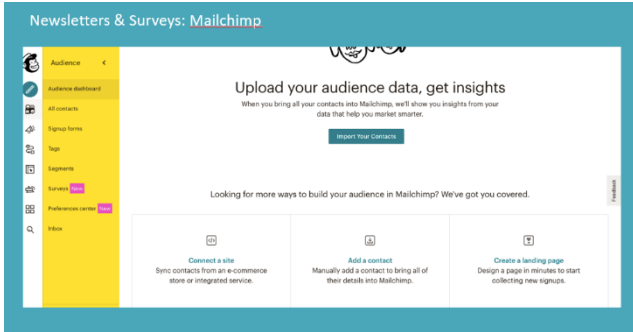 Newsletters & Surveys: Mailchimp
Audience
Audience dashboard
All contacts
Signup forms
Tags
Segments
Surveys New
Preferences center New
Inbox
Upload your audience data, get insights
When you bring all your contacts into Mailchimp, we'll show you insights from your
data that help you market smarter.
Import Your Contacts
Looking for more ways to build your audience in Mailchimp? We've got you covered.
Connect a site
Sync contacts from an e-commerce
store or integrated service.
Add a contact
Manually add a contact to bring all of
their details into Mailchimp.
Create a landing page
Design a page in minutes to start
collecting new signups.
Feedback